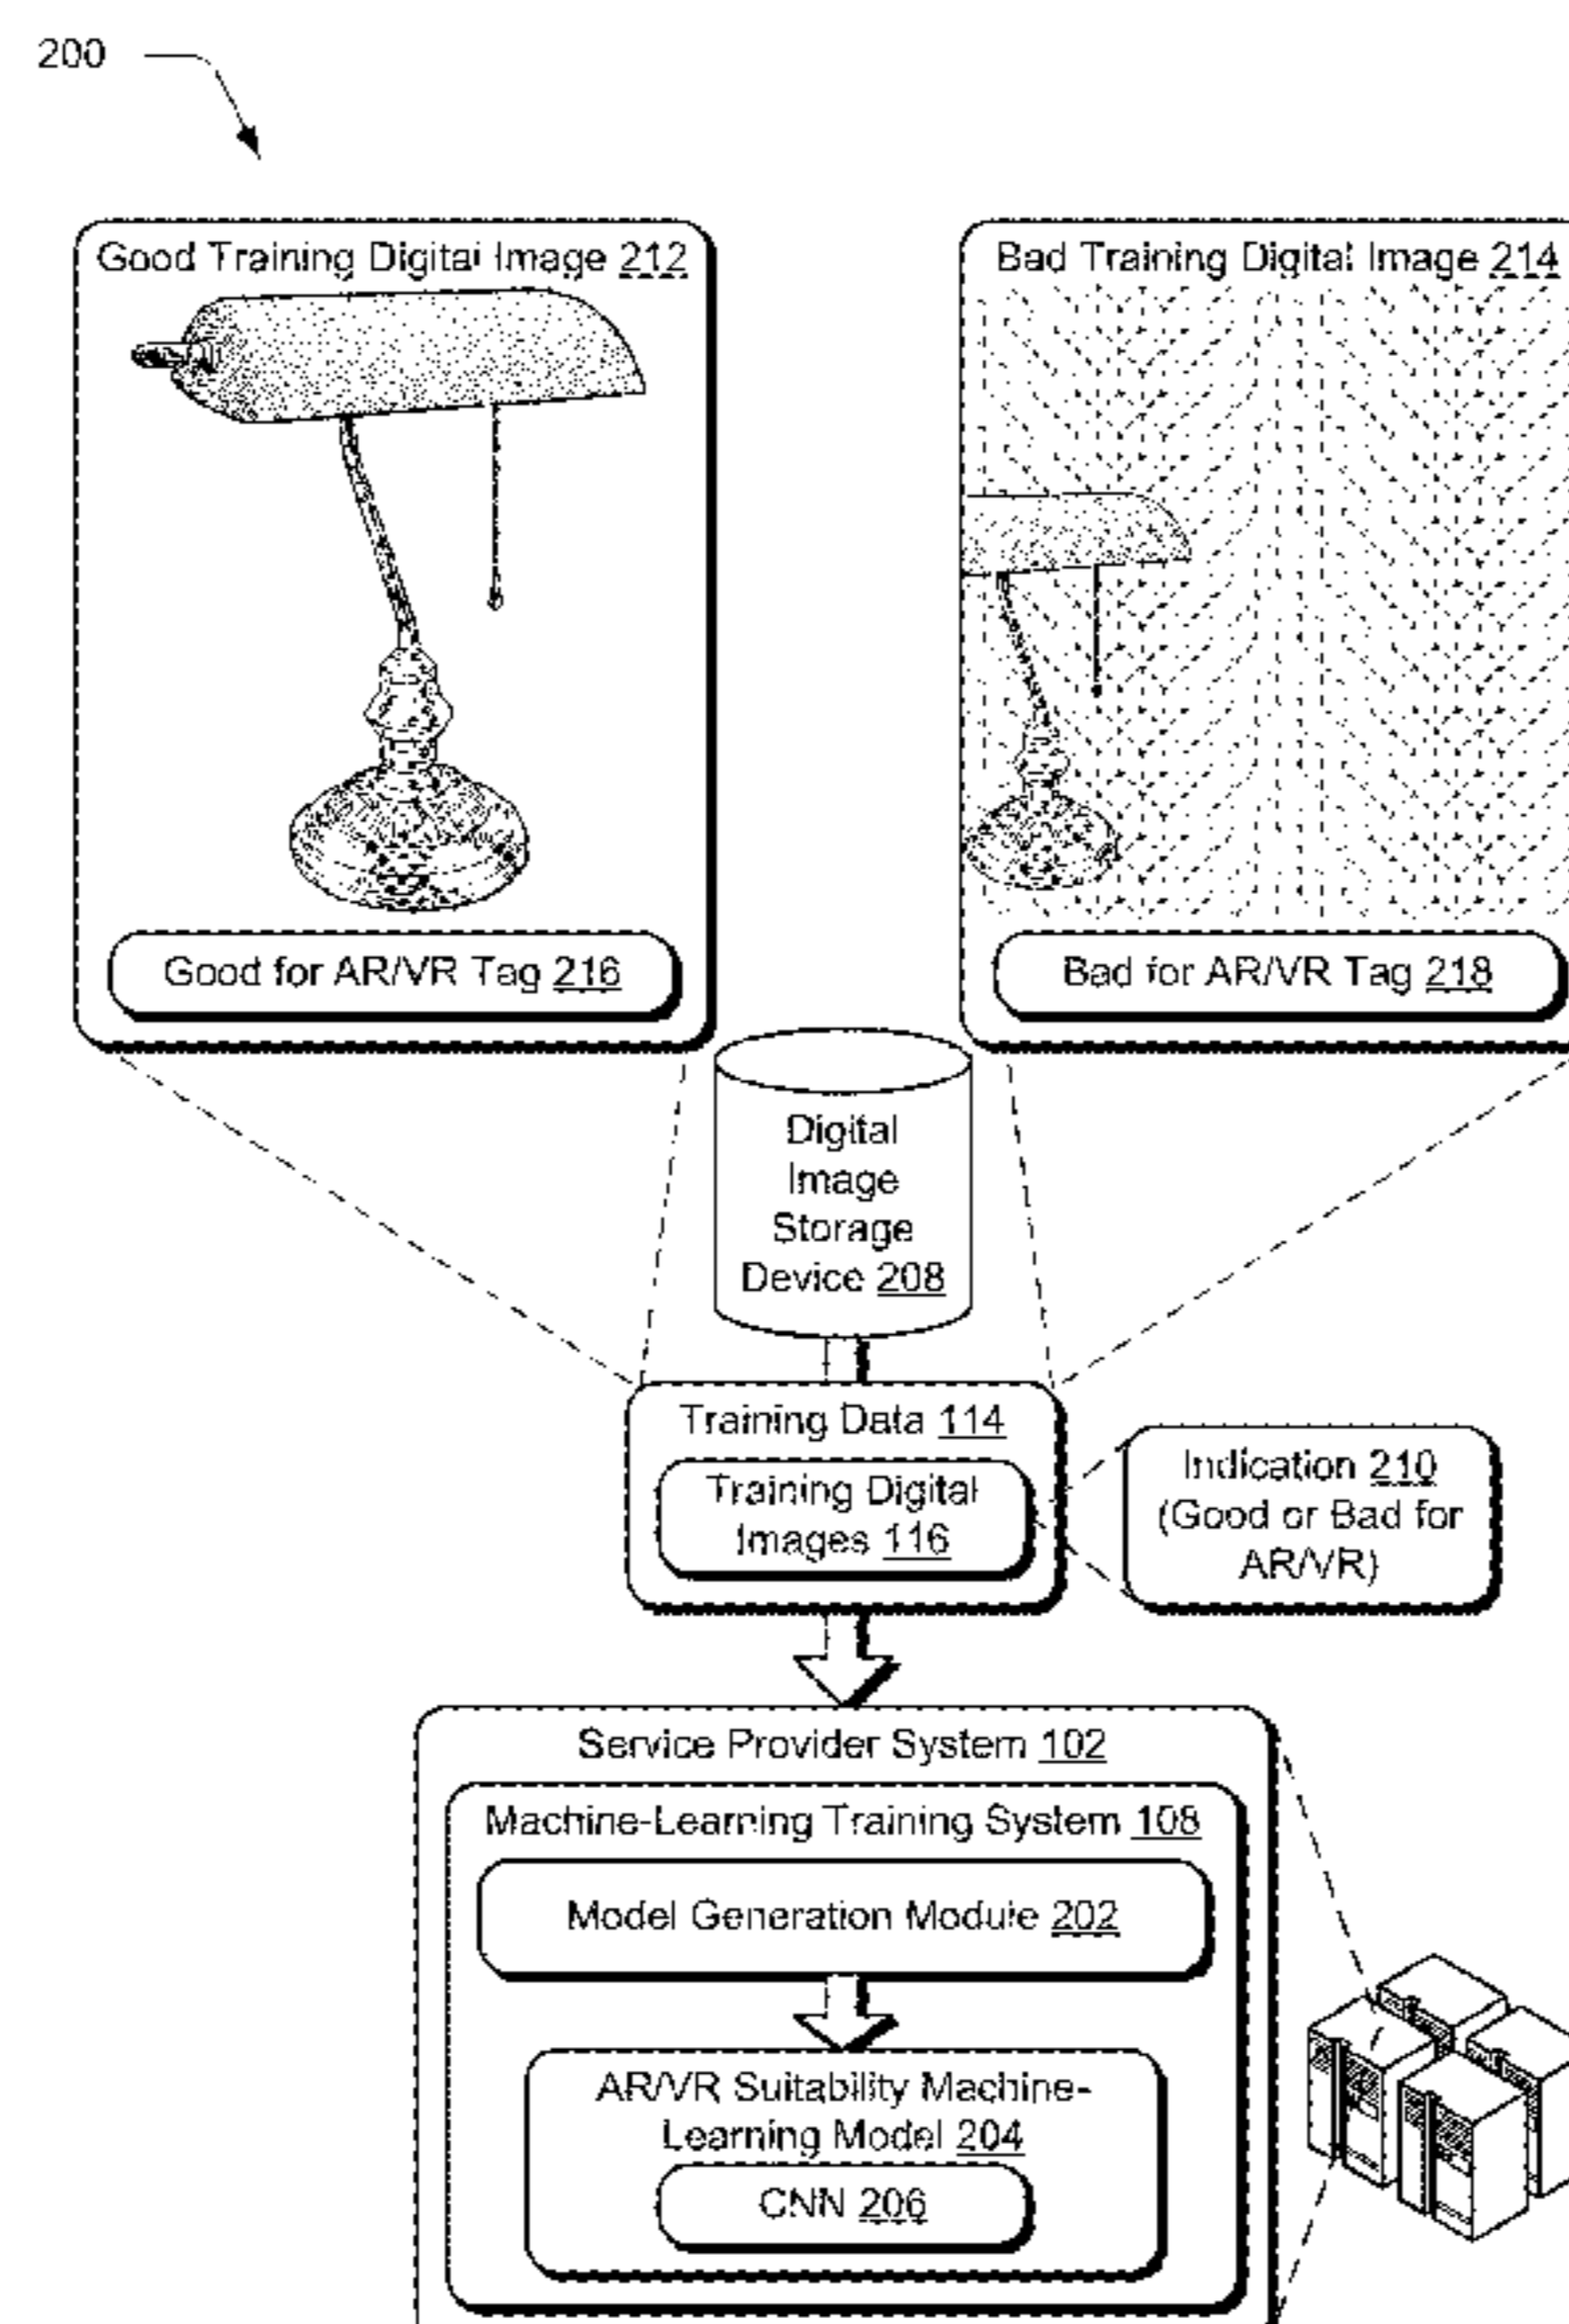 200
Good Training Digital Image 212
Good for AR/VR Tag 216
Bad Training Digital Image 214
Bad for AR/VR Tag 218
Digital
Image
Storage
Device 208
Training Data 114
Training Digital
Images 116
Indication 210
(Good or Bad for
AR/VR)
Service Provider System 102
Machine-Learning Training System 108
Model Generation Module 202
AR/VR Suitability Machine-
Learning Model 204
CNN 206